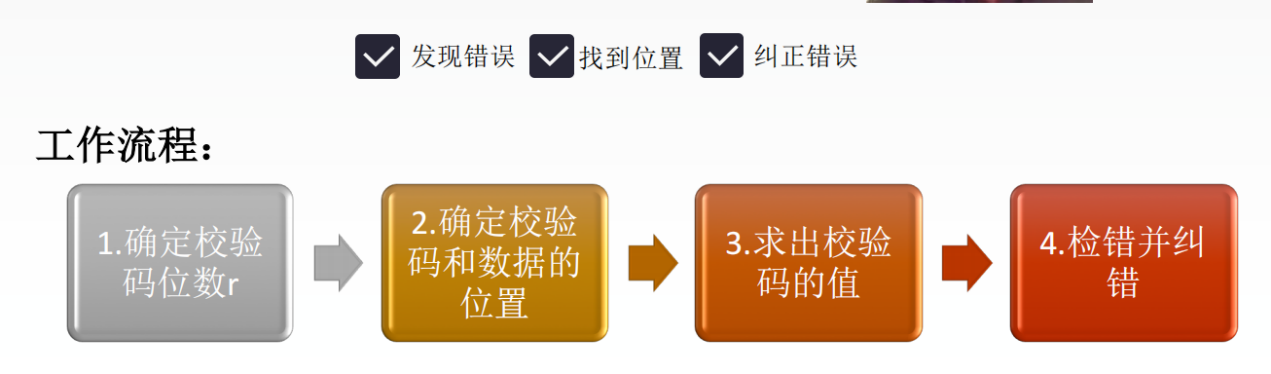 发现错误 找到位置 纠正错误
工作流程：
1.确定校验
码位数r
2.确定校验
码和数据的
位置
3.求出校验
码的值
4.检错并纠
错